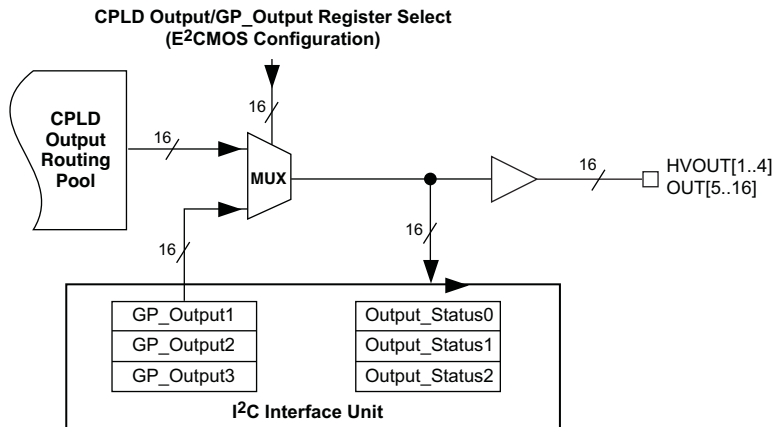 CPLD Output/GP_Output Register Select
(E2CMOS Configuration)
CPLD
Output
Routing
Pool
16
16
MUX
16
HVOUT[1..4]
OUT[5..16]
16
16
GP_Output1
GP_Output2
GP_Output3
Output_Status0
Output_Status1
Output_Status2
I2C Interface Unit